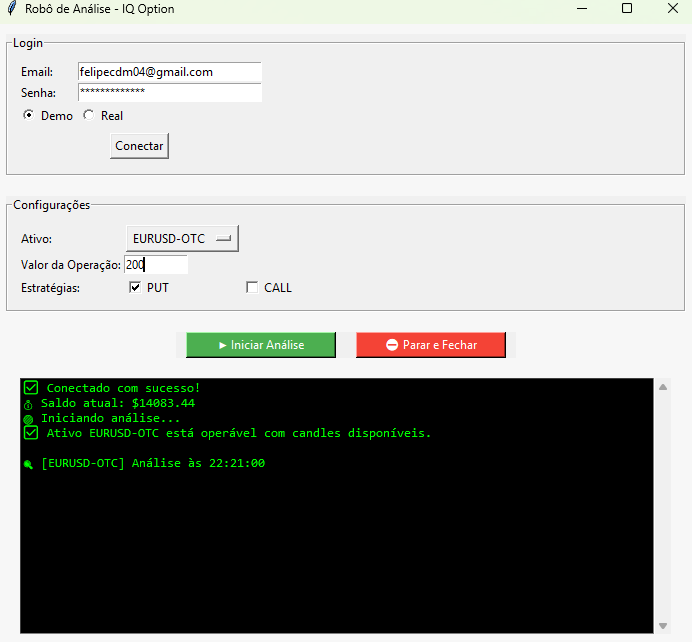 Robô de Análise - IQ Option
Login
Email: felipecdm04@gmail.com
Senha: *************
Demo Real
Conectar
Configurações
Ativo: EURUSD-OTC
Valor da Operação: 200
Estratégias: PUT CALL
Iniciar Análise Parar e Fechar
Conectado com sucesso!
Saldo atual: $14083.44
Iniciando análise...
Ativo EURUSD-OTC está operável com candles disponíveis.
[EURUSD-OTC] Análise às 22:21:00